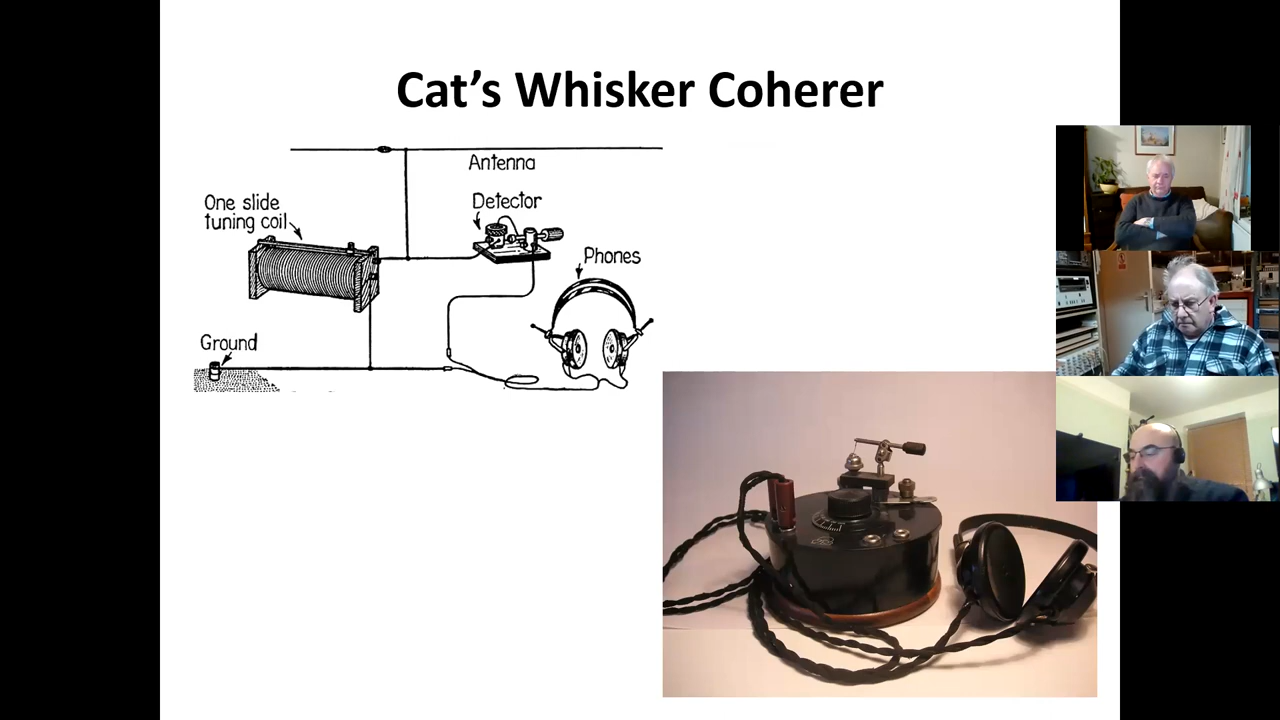 Cat's Whisker Coherer
Antenna
Detector
One slide
tuning coil
Phones
Ground